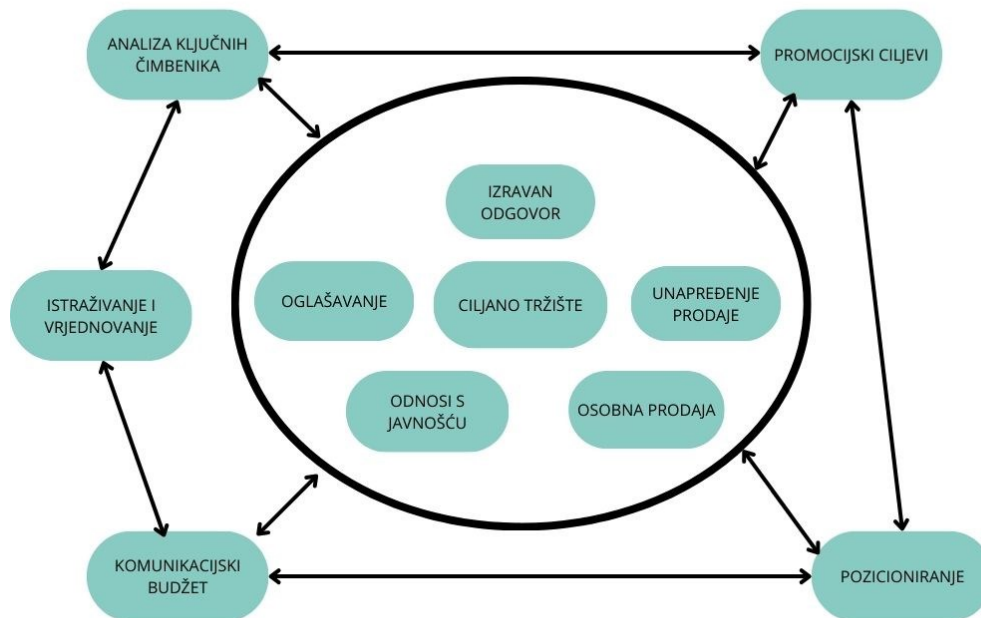 ANALIZA KLJUČNIH
ČIMBENIKA
PROMOCIJSKI CILJEVI
IZRAVAN
ODGOVOR
OGLAŠAVANJE
CILJANO TRŽIŠTE
UNAPREĐENJE
PRODAJE
ISTRAŽIVANJE I
VRJEDNOVANJE
ODNOSI S
JAVNOŠĆU
OSOBNA PRODAJA
KOMUNIKACIJSKI
BUDŽET
POZICIONIRANJE